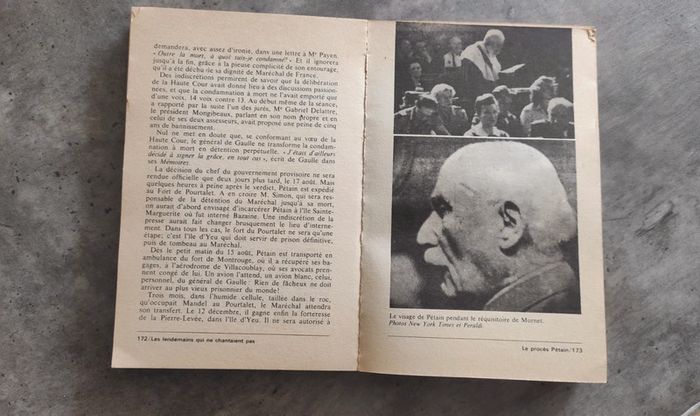 demandera, avec assez d'ironie, dans une lettre à Me Payen,
« Outre la mort, à quoi suis-je condamné? » Et il ignorera
jusqu'à la fin, grâce à la pieuse complicité de son entourage,
qu'il a été déchu de sa dignité de Maréchal de France.
Des indiscrétions permirent de savoir que la délibération
de la Haute Cour avait donné lieu à des discussions passion-
nées, et que la condamnation à mort ne l'avait emporté que
d'une voix, 14 voix contre 13. Au début même de la séance,
a rapporté par la suite l'un des jurés, Me Gabriel Delattre,
le président Mongibeaux, parlant en son nom propre et en
celui de ses deux assesseurs, avait proposé une peine de cinq
ans de bannissement.
Nul ne met en doute que, se conformant au vœu de la
Haute Cour, le général de Gaulle ne transforme la condam-
nation à mort en détention perpétuelle. « J'étais d'ailleurs
décidé à signer la grâce, en tout cas », écrit de Gaulle dans
ses Mémoires.
La décision du chef du gouvernement provisoire ne sera
rendue officielle que deux jours plus tard, le 17 août. Mais
quelques heures à peine après le verdict, Pétain est expédié
au Fort de Pourtalet. A en croire M. Simon, qui sera res-
ponsable de la détention du Maréchal jusqu'à sa mort,
on aurait d'abord envisagé d'incarcérer Pétain à l'île Sainte-
Marguerite où fut interné Bazaine. Une indiscrétion de la
presse aurait fait changer brusquement le lieu d'interne-
ment. Dans tous les cas, le fort du Pourtalet ne sera qu'une
étape; c'est l'île d'Yeu qui doit servir de prison définitive,
puis de tombeau au Maréchal.
Dès le petit matin du 15 août, Pétain est transporté en
ambulance du fort de Montrouge, où il a récupéré ses ba-
gages, à l'aérodrome de Villacoublay, où ses avocats pren-
nent congé de lui. Un avion l'attend, un avion blanc, celui,
personnel, du général de Gaulle : Rien de fâcheux ne doit
arriver au plus vieux prisonnier du monde!
Trois mois, dans l'humide cellule, taillée dans le roc,
qu'occupait Mandel au Pourtalet, le Maréchal attendra
son transfert. Le 12 décembre, il gagne enfin la forteresse
de la Pierre-Levée, dans l'île d'Yeu. Il ne sera autorisé à
172/Les lendemains qui ne chantaient pas
Le visage de Pétain pendant le réquisitoire de Mornet.
Photos New York Times et Peraldi.
Le procès Pétain/173